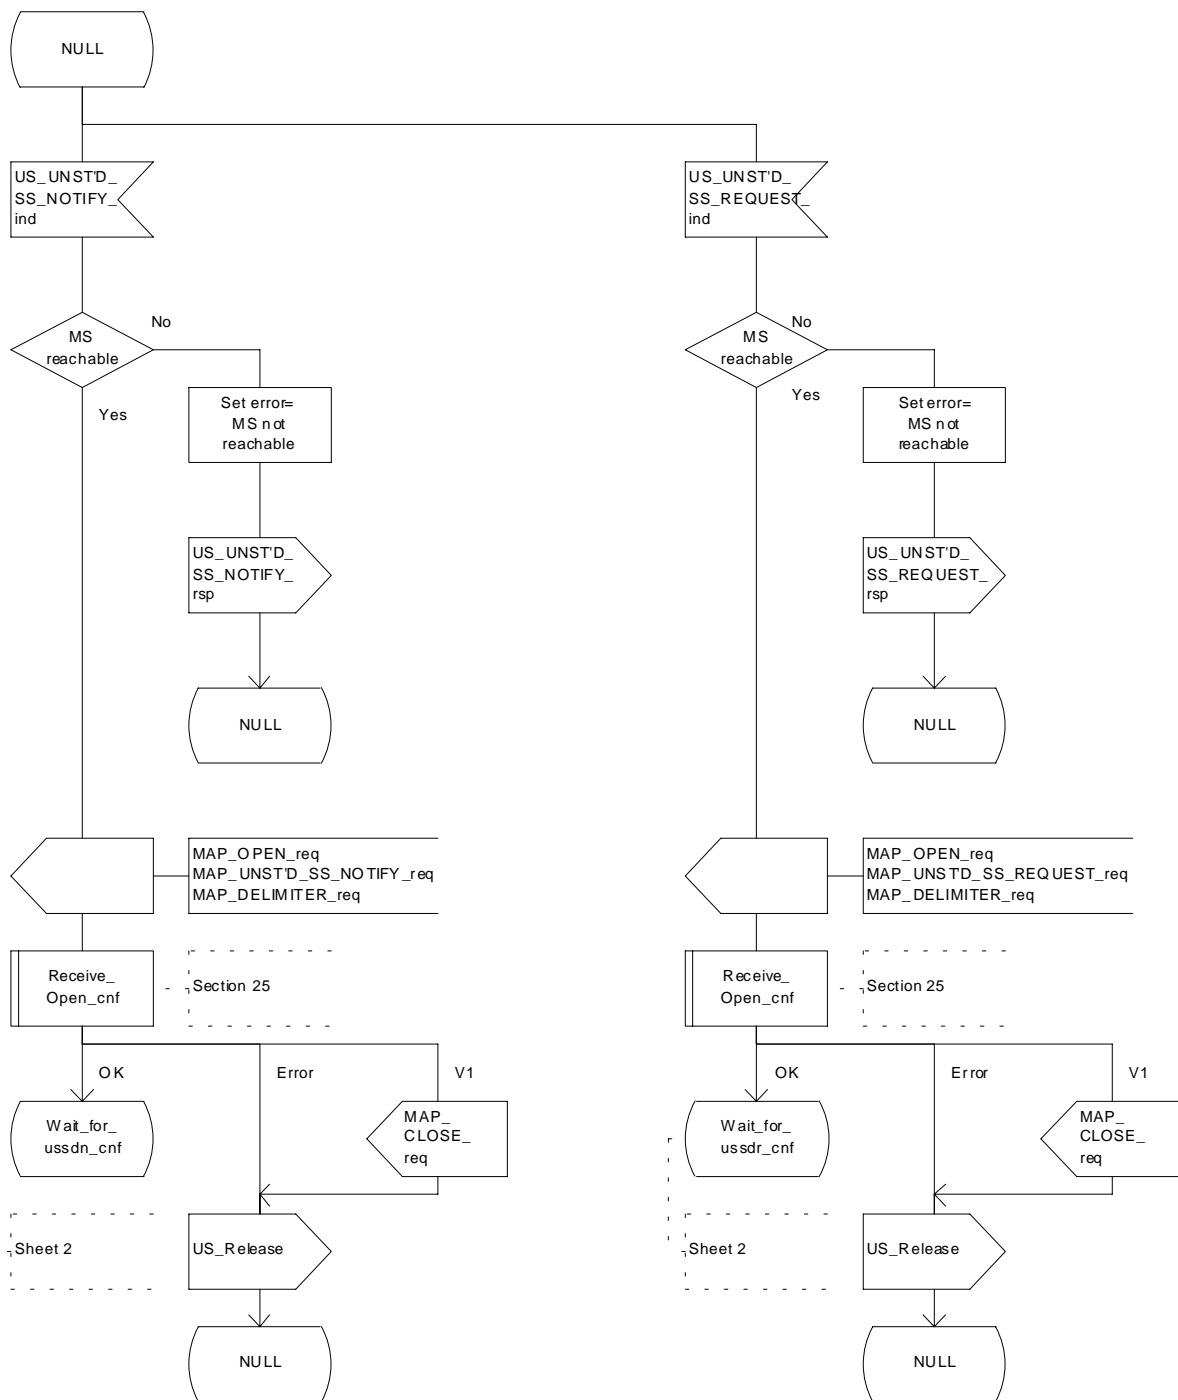 NULL
US_UNST'D_
SS_NOTIFY_
ind
US_UNST'D_
SS_REQUEST_
ind
No
MS
reachable
Yes
No
MS
reachable
Yes
Set error=
MS not
reachable
Set error=
MS not
reachable
US_UNST'D_
SS_NOTIFY_
rsp
US_UNST'D_
SS_REQUEST_
rsp
NULL
NULL
MAP_OPEN_req
MAP_UNST'D_SS_NOTIFY_req
MAP_DELIMITER_req
MAP_OPEN_req
MAP_UNSTD_SS_REQUEST_req
MAP_DELIMITER_req
Receive_
Open_cnf
Section 25
Receive_
Open_cnf
Section 25
OK
Error
V1
OK
Error
V1
Wait_for_
ussdn_cnf
MAP_
CLOSE_
req
Wait_for_
ussdr_cnf
MAP_
CLOSE_
req
Sheet 2
US_Release
Sheet 2
US_Release
NULL
NULL